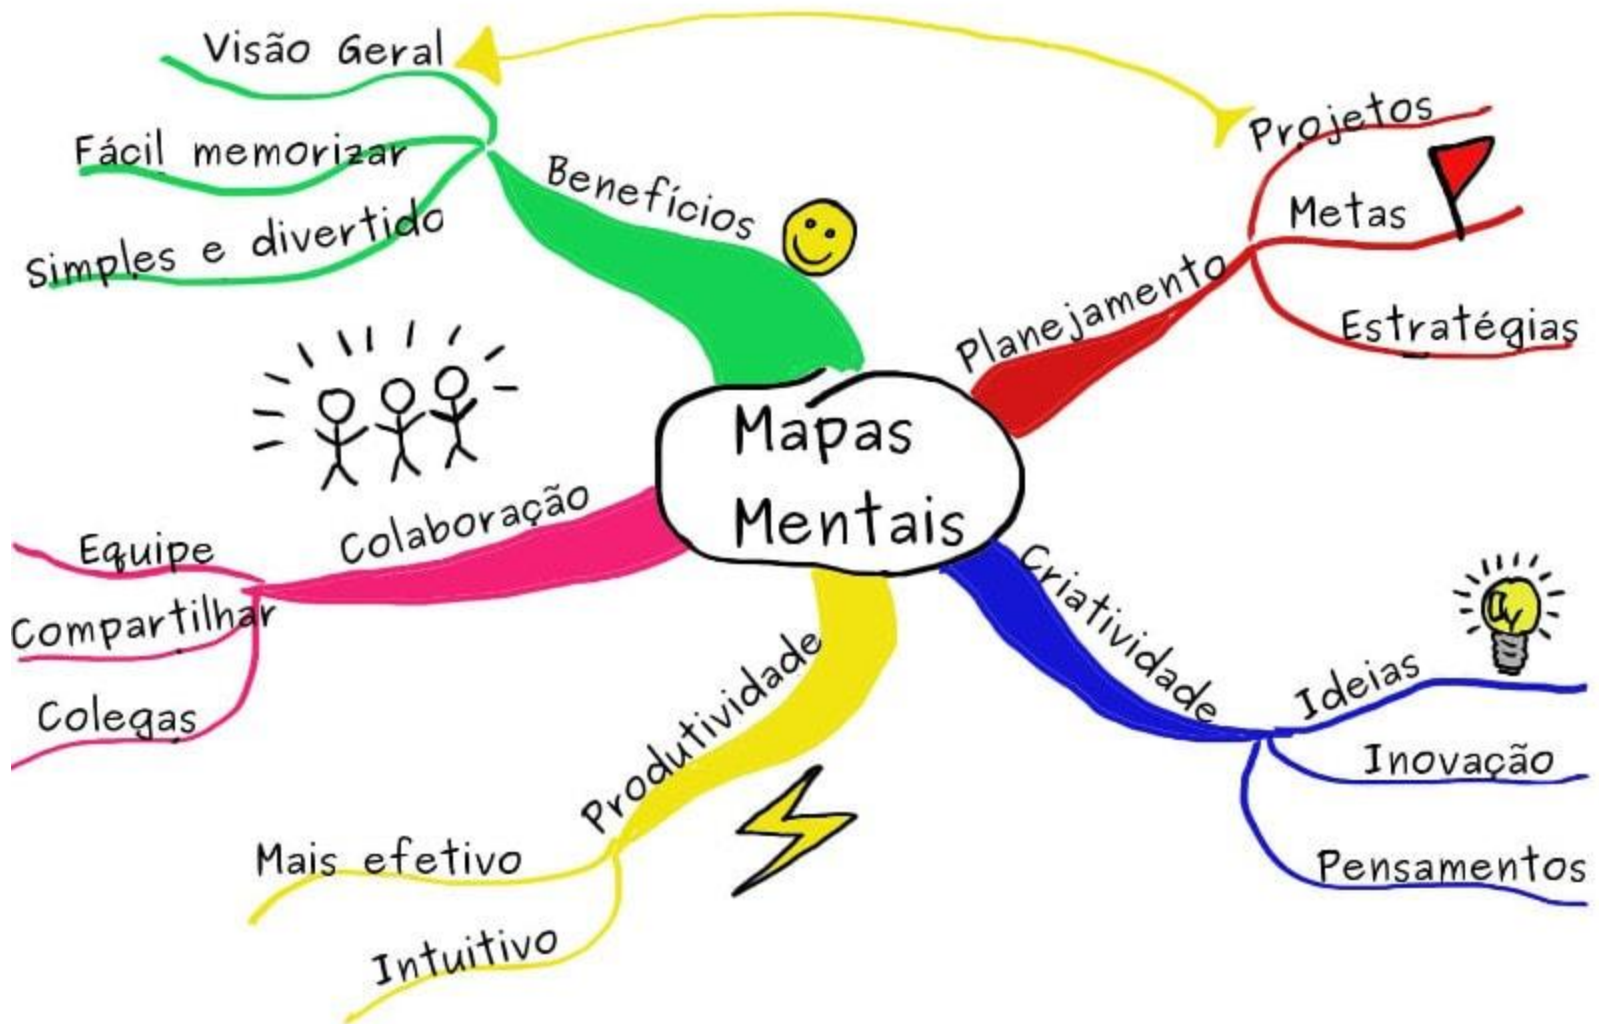 Visão Geral
Fácil memorizar
Simples e divertido
Benefícios
Projetos
Metas
Estratégias
Planejamento
Mapas
Mentais
Colaboração
Equipe
Compartilhar
Colegas
Criatividade
Ideias
Inovação
Pensamentos
Produtividade
Mais efetivo
Intuitivo